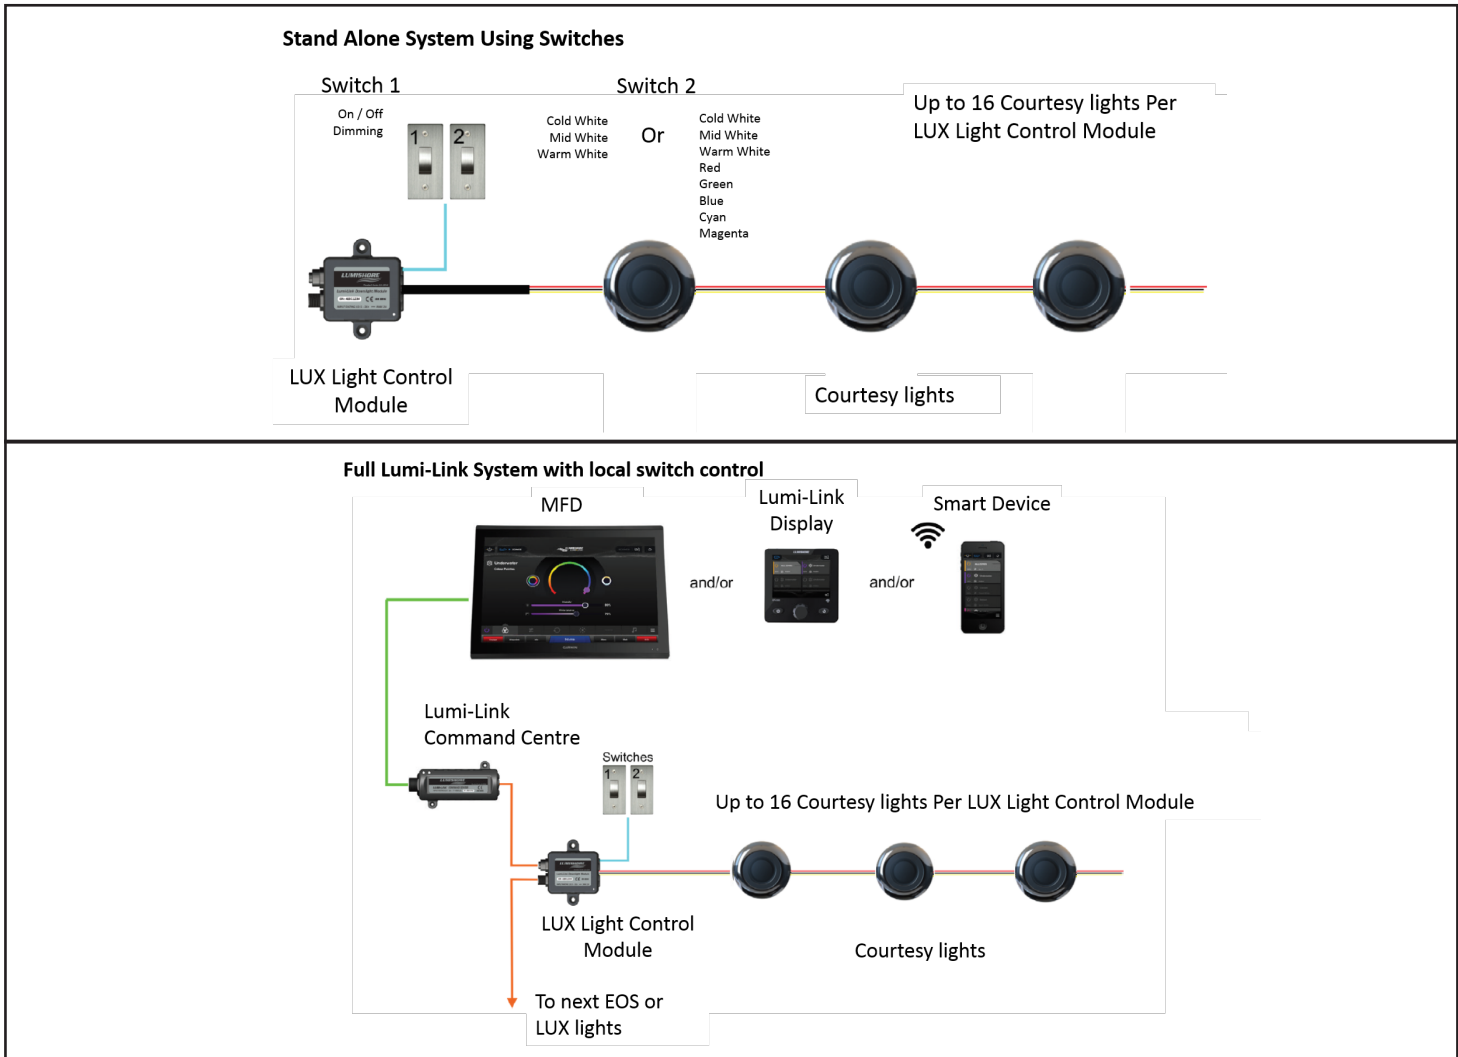 Stand Alone System Using Switches
Switch 1
On / Off
Dimming
1
2
Switch 2
Cold White
Mid White
Warm White
Or
Cold White
Mid White
Warm White
Red
Green
Blue
Cyan
Magenta
Up to 16 Courtesy lights Per
LUX Light Control Module
LUMISHORE
LUX Light Control
Module
Courtesy lights
Full Lumi-Link System with local switch control
MFD
and/or
Lumi-Link
Display
and/or
Smart Device
Underwater
Lumi-Link
Command Centre
LUMISHORE
Switches
1
2
Up to 16 Courtesy lights Per LUX Light Control Module
LUMISHORE
LUX Light Control
Module
Courtesy lights
To next EOS or
LUX lights